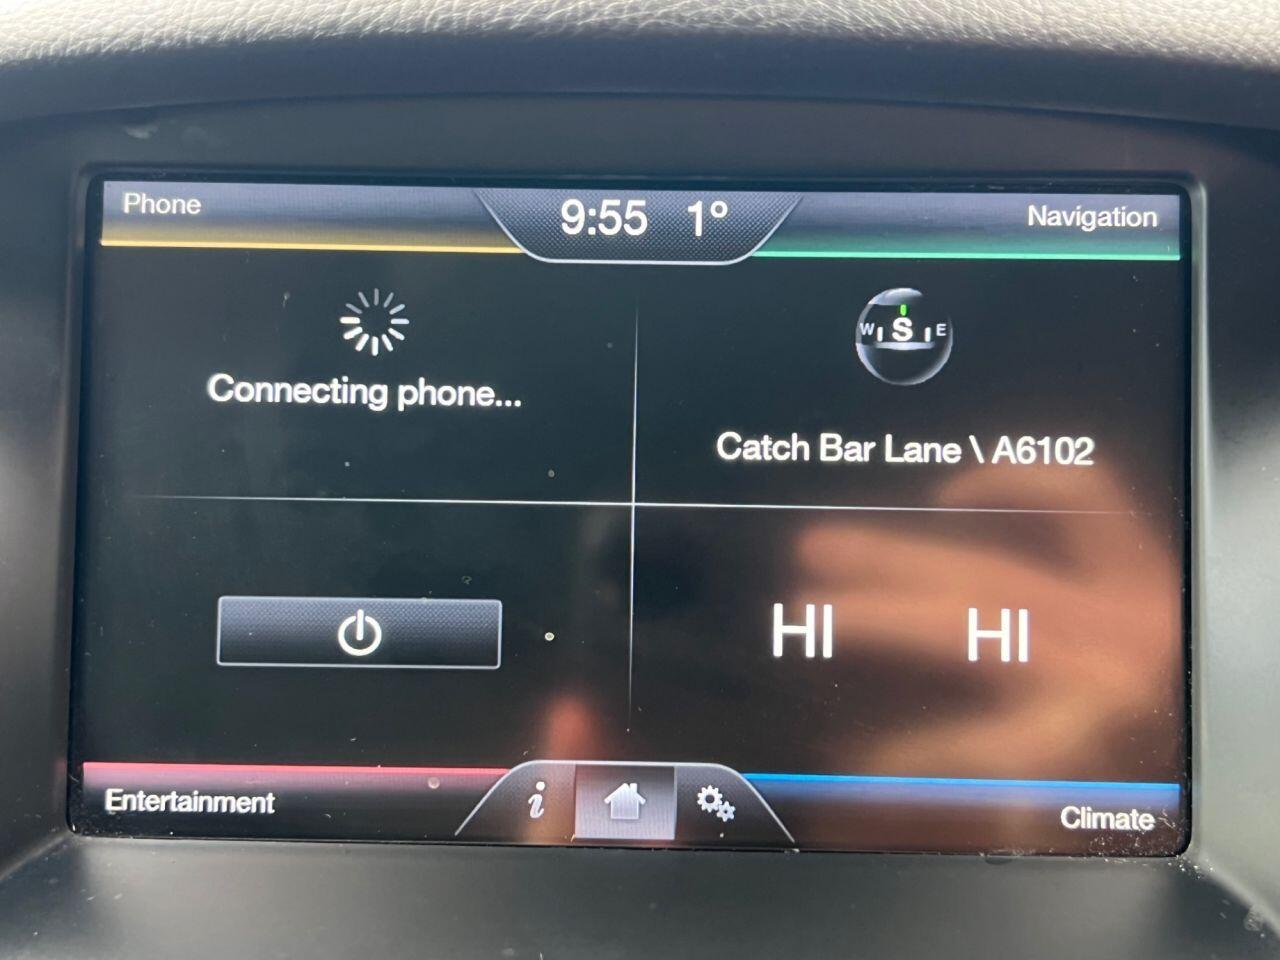 Phone
9:55 1°
Navigation
Connecting phone...
W S E
Catch Bar Lane \ A6102
HI HI
Entertainment
i
Climate